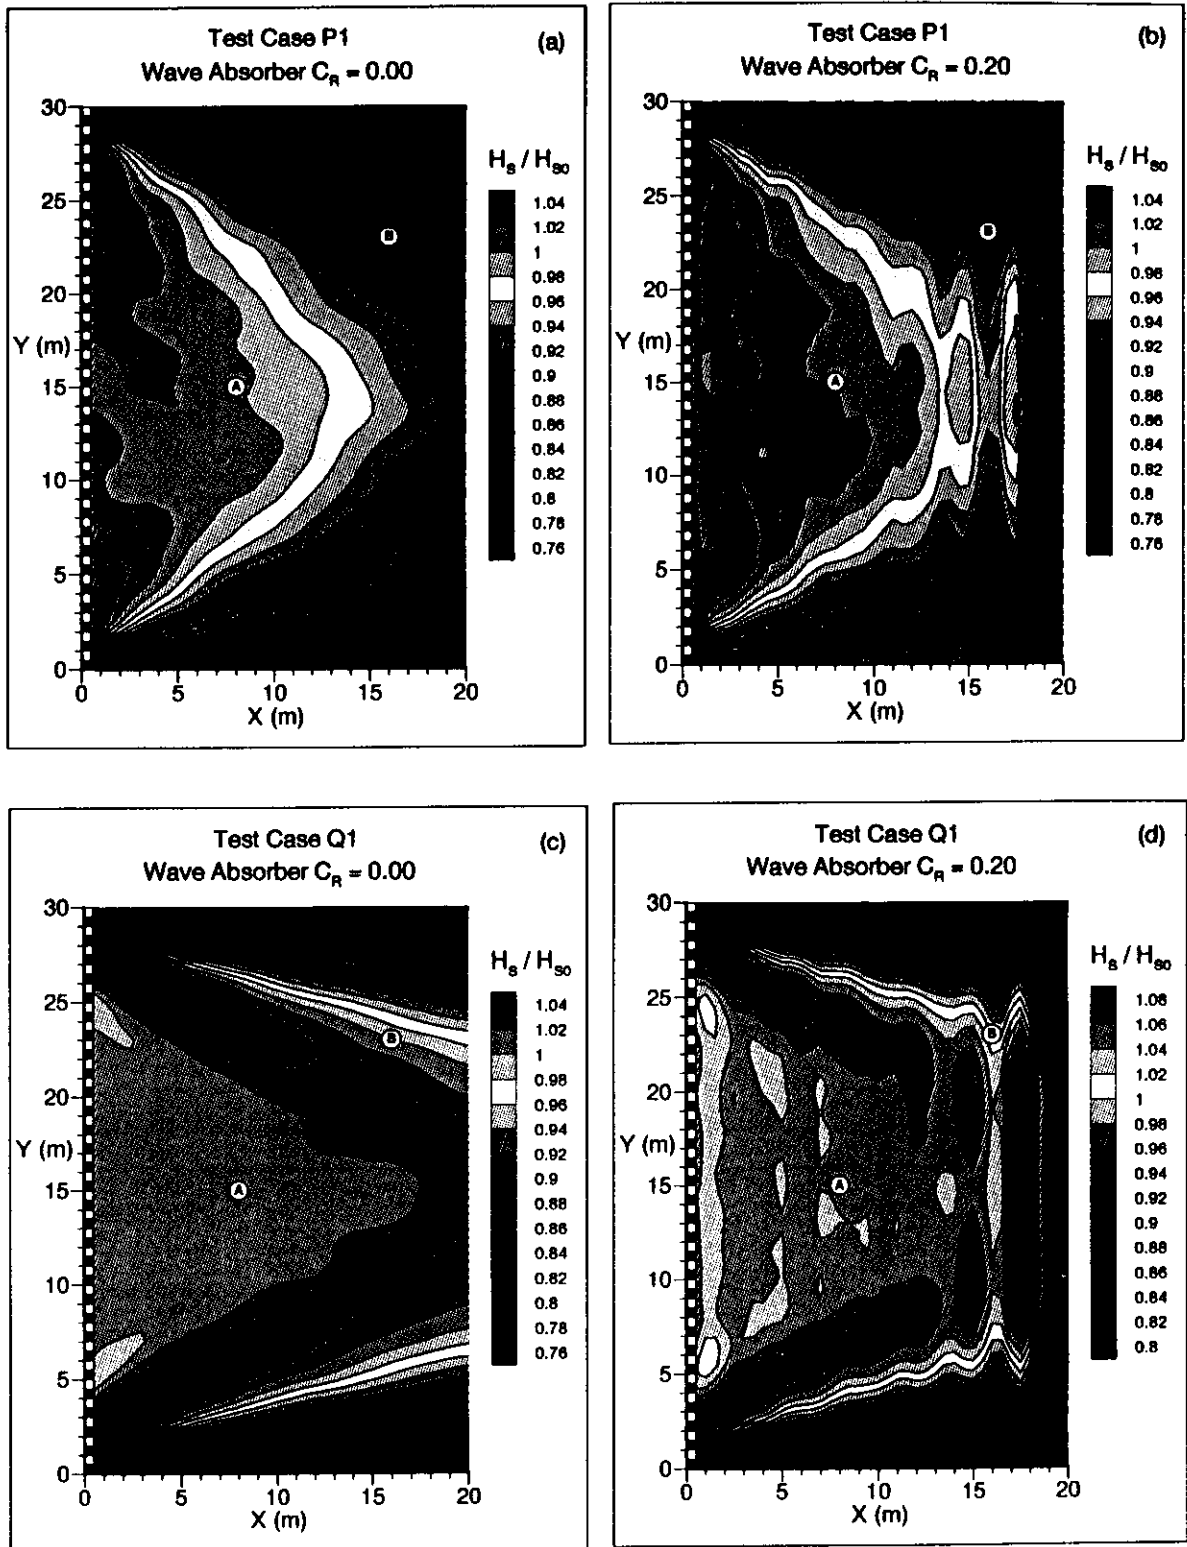 Test Case P1
(a)
Wave Absorber C_R = 0.00
30
25
20
Y (m)
15
10
5
0
0 5 10 15 20
X (m)
A
B
H_s / H_so
1.04
1.02
1
0.98
0.96
0.94
0.92
0.9
0.88
0.86
0.84
0.82
0.8
0.78
0.76
Test Case P1
(b)
Wave Absorber C_R = 0.20
30
25
20
Y (m)
15
10
5
0
0 5 10 15 20
X (m)
A
B
H_s / H_so
1.04
1.02
1
0.98
0.96
0.94
0.92
0.9
0.88
0.86
0.84
0.82
0.8
0.78
0.76
Test Case Q1
(c)
Wave Absorber C_R = 0.00
30
25
20
Y (m)
15
10
5
0
0 5 10 15 20
X (m)
A
B
H_s / H_so
1.04
1.02
1
0.98
0.96
0.94
0.92
0.9
0.88
0.86
0.84
0.82
0.8
0.78
0.76
Test Case Q1
(d)
Wave Absorber C_R = 0.20
30
25
20
Y (m)
15
10
5
0
0 5 10 15 20
X (m)
A
B
H_s / H_so
1.08
1.06
1.04
1.02
1
0.98
0.96
0.94
0.92
0.9
0.88
0.86
0.84
0.82
0.8